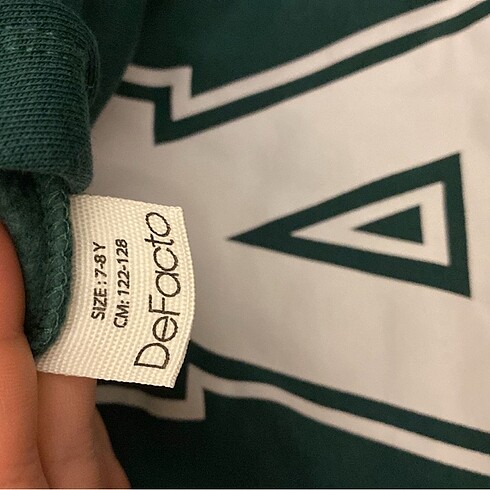 SIZE : 7-8 Y
CM: 122-128
DeFacto
A